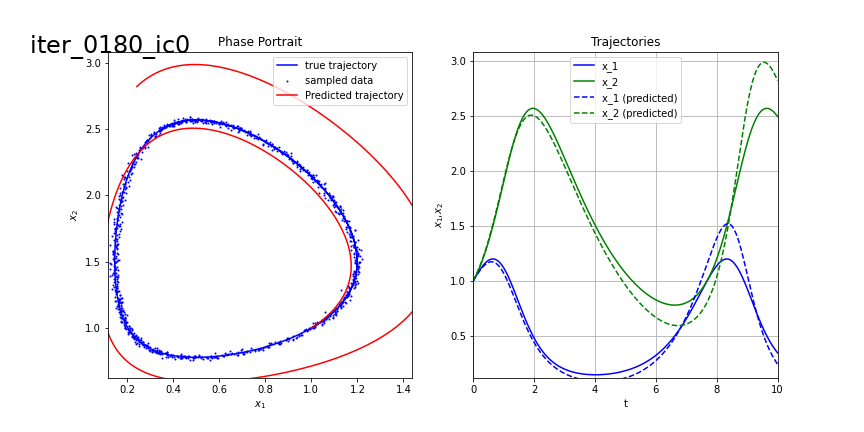 iter_0180_ic0
Phase Portrait
true trajectory
sampled data
Predicted trajectory
3.0
2.5
2.0
1.5
1.0
x₂
0.2 0.4 0.6 0.8 1.0 1.2 1.4
x₁
Trajectories
x_1
x_2
x_1 (predicted)
x_2 (predicted)
3.0
2.5
2.0
1.5
1.0
0.5
x₁,x₂
0 2 4 6 8 10
t